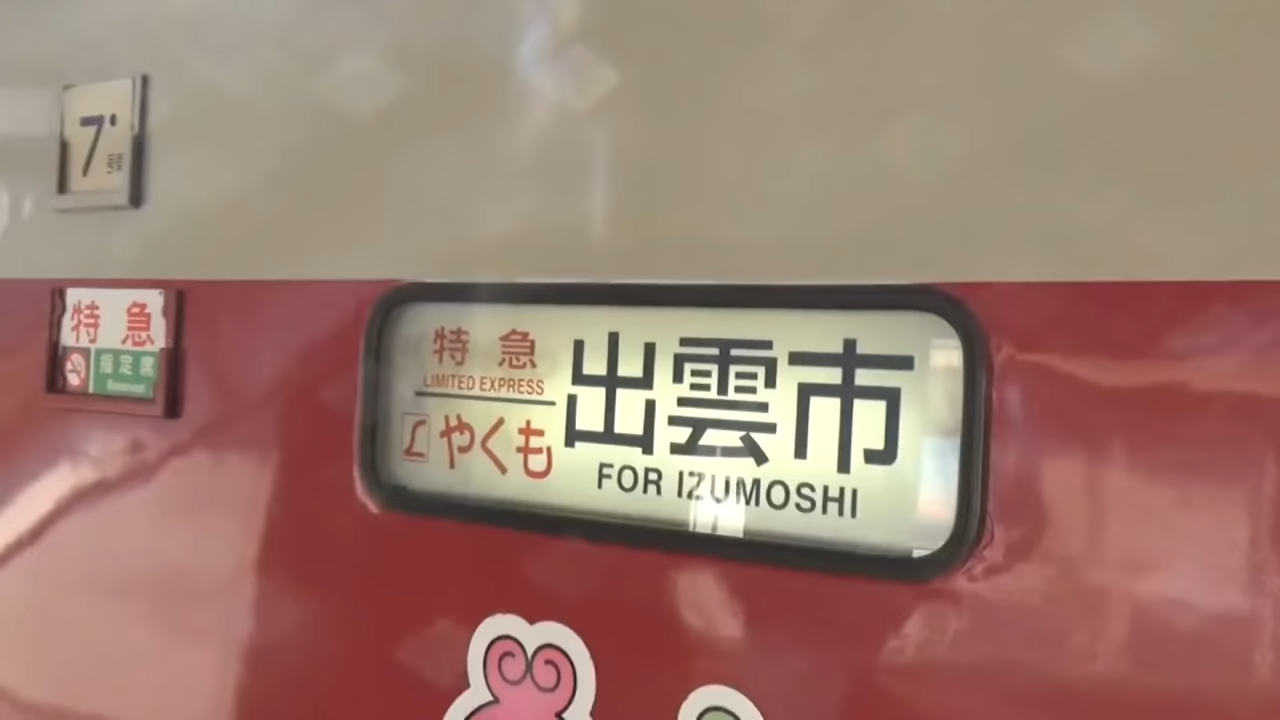 7号
特急
指定席
Reserved
特急
LIMITED EXPRESS
L やくも
出雲市
FOR IZUMOSHI